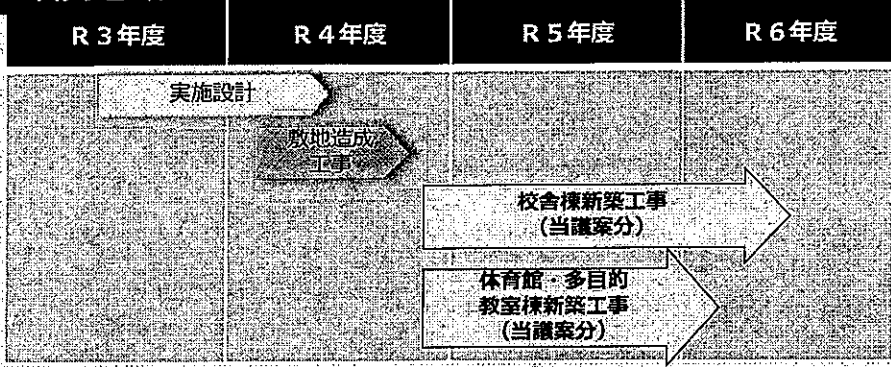 R3年度 R4年度 R5年度 R6年度
実施設計
敷地造成
工事
校舎棟新築工事
(当議案分)
体育館・多目的
教室棟新築工事
(当議案分)